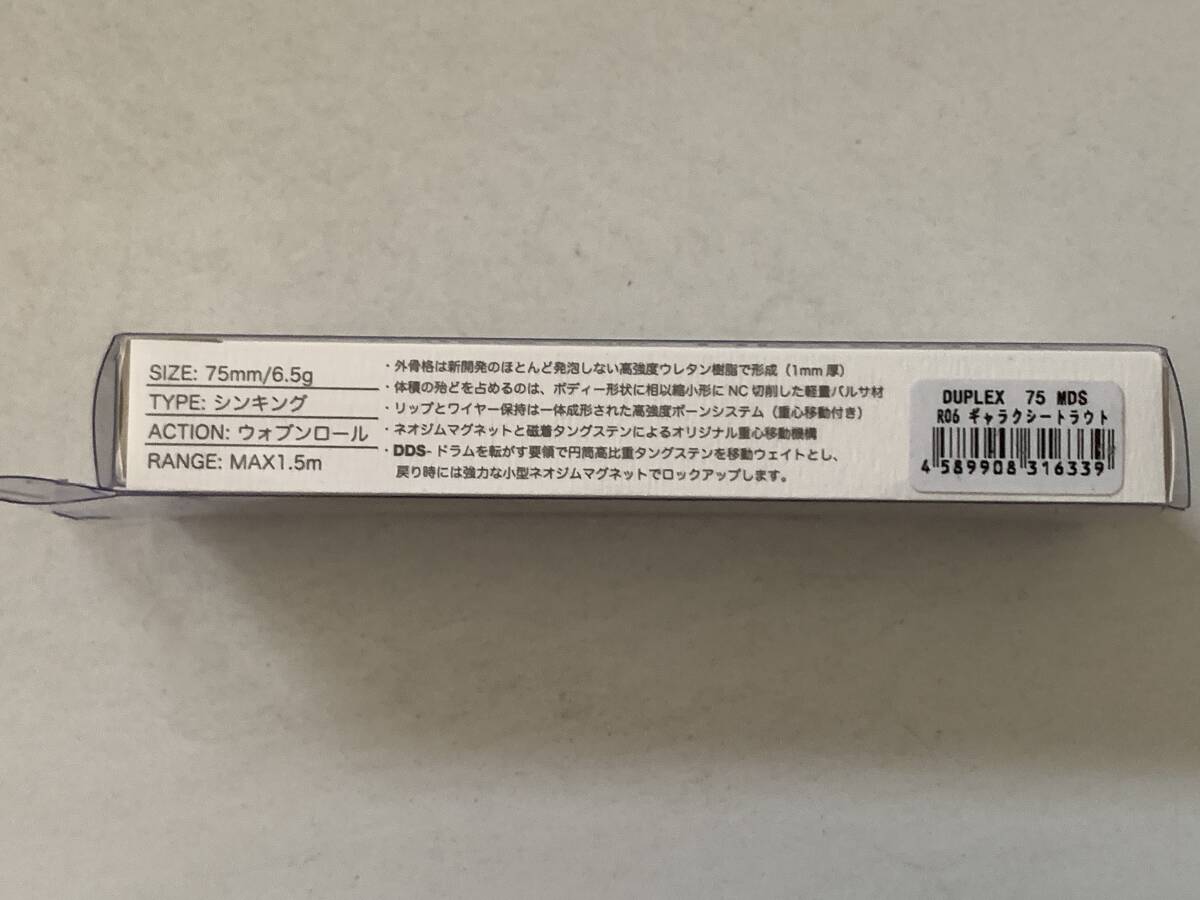 SIZE: 75mm/6.5g
TYPE: シンキング
ACTION: ウォブンロール
RANGE: MAX1.5m
・外骨格は新開発のほとんど発泡しない高強度ウレタン樹脂で形成（1mm厚）
・体積の殆どを占めるのは、ボディー形状に相似縮小形に NC 切削した軽量バルサ材
・リップとワイヤー保持は一体成形された高強度ボーンシステム（重心移動付き）
・ネオジムマグネットと磁着タングステンによるオリジナル重心移動機構
・DDS- ドラムを転がす要領で円筒高比重タングステンを移動ウェイトとし、
戻り時には強力な小型ネオジムマグネットでロックアップします。
DUPLEX 75 MDS
R06 ギャラクシートラウト
4 589908 316339